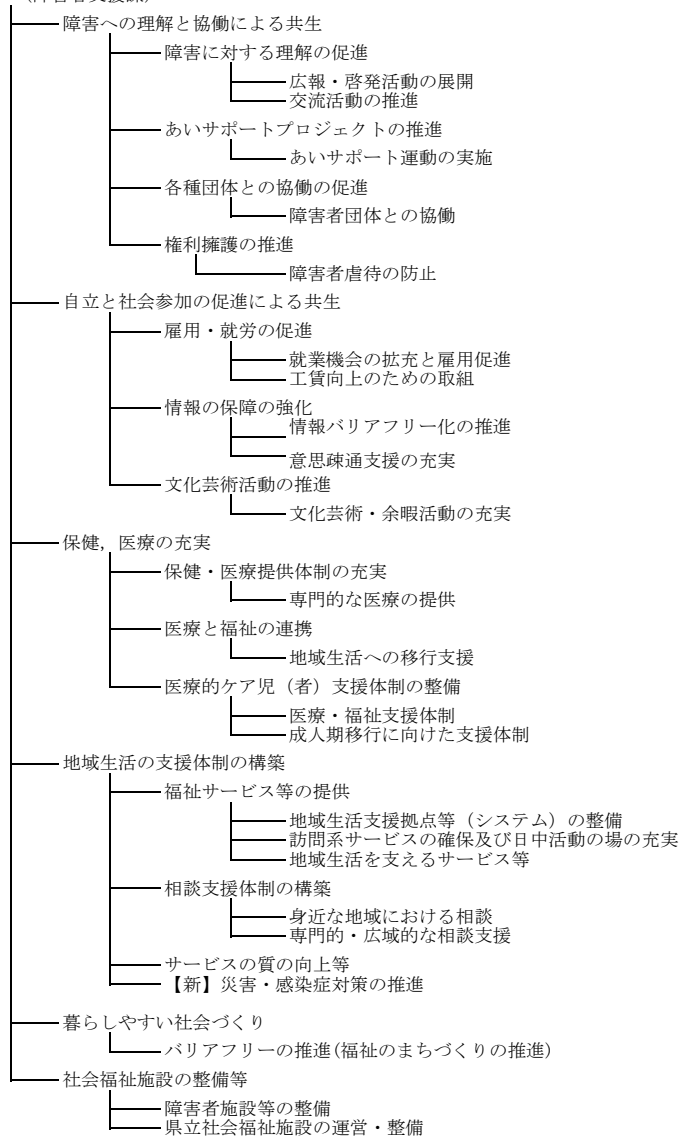 障害への理解と協働による共生
障害に対する理解の促進
広報・啓発活動の展開
交流活動の推進
あいサポートプロジェクトの推進
あいサポート運動の実施
各種団体との協働の促進
障害者団体との協働
権利擁護の推進
障害者虐待の防止
自立と社会参加の促進による共生
雇用・就労の促進
就業機会の拡充と雇用促進
工賃向上のための取組
情報の保障の強化
情報バリアフリー化の推進
意思疎通支援の充実
文化芸術活動の推進
文化芸術・余暇活動の充実
保健，医療の充実
保健・医療提供体制の充実
専門的な医療の提供
医療と福祉の連携
地域生活への移行支援
医療的ケア児（者）支援体制の整備
医療・福祉支援体制
成人期移行に向けた支援体制
地域生活の支援体制の構築
福祉サービス等の提供
地域生活支援拠点等（システム）の整備
訪問系サービスの確保及び日中活動の場の充実
地域生活を支えるサービス等
相談支援体制の構築
身近な地域における相談
専門的・広域的な相談支援
サービスの質の向上等
【新】災害・感染症対策の推進
暮らしやすい社会づくり
バリアフリーの推進(福祉のまちづくりの推進)
社会福祉施設の整備等
障害者施設等の整備
県立社会福祉施設の運営・整備